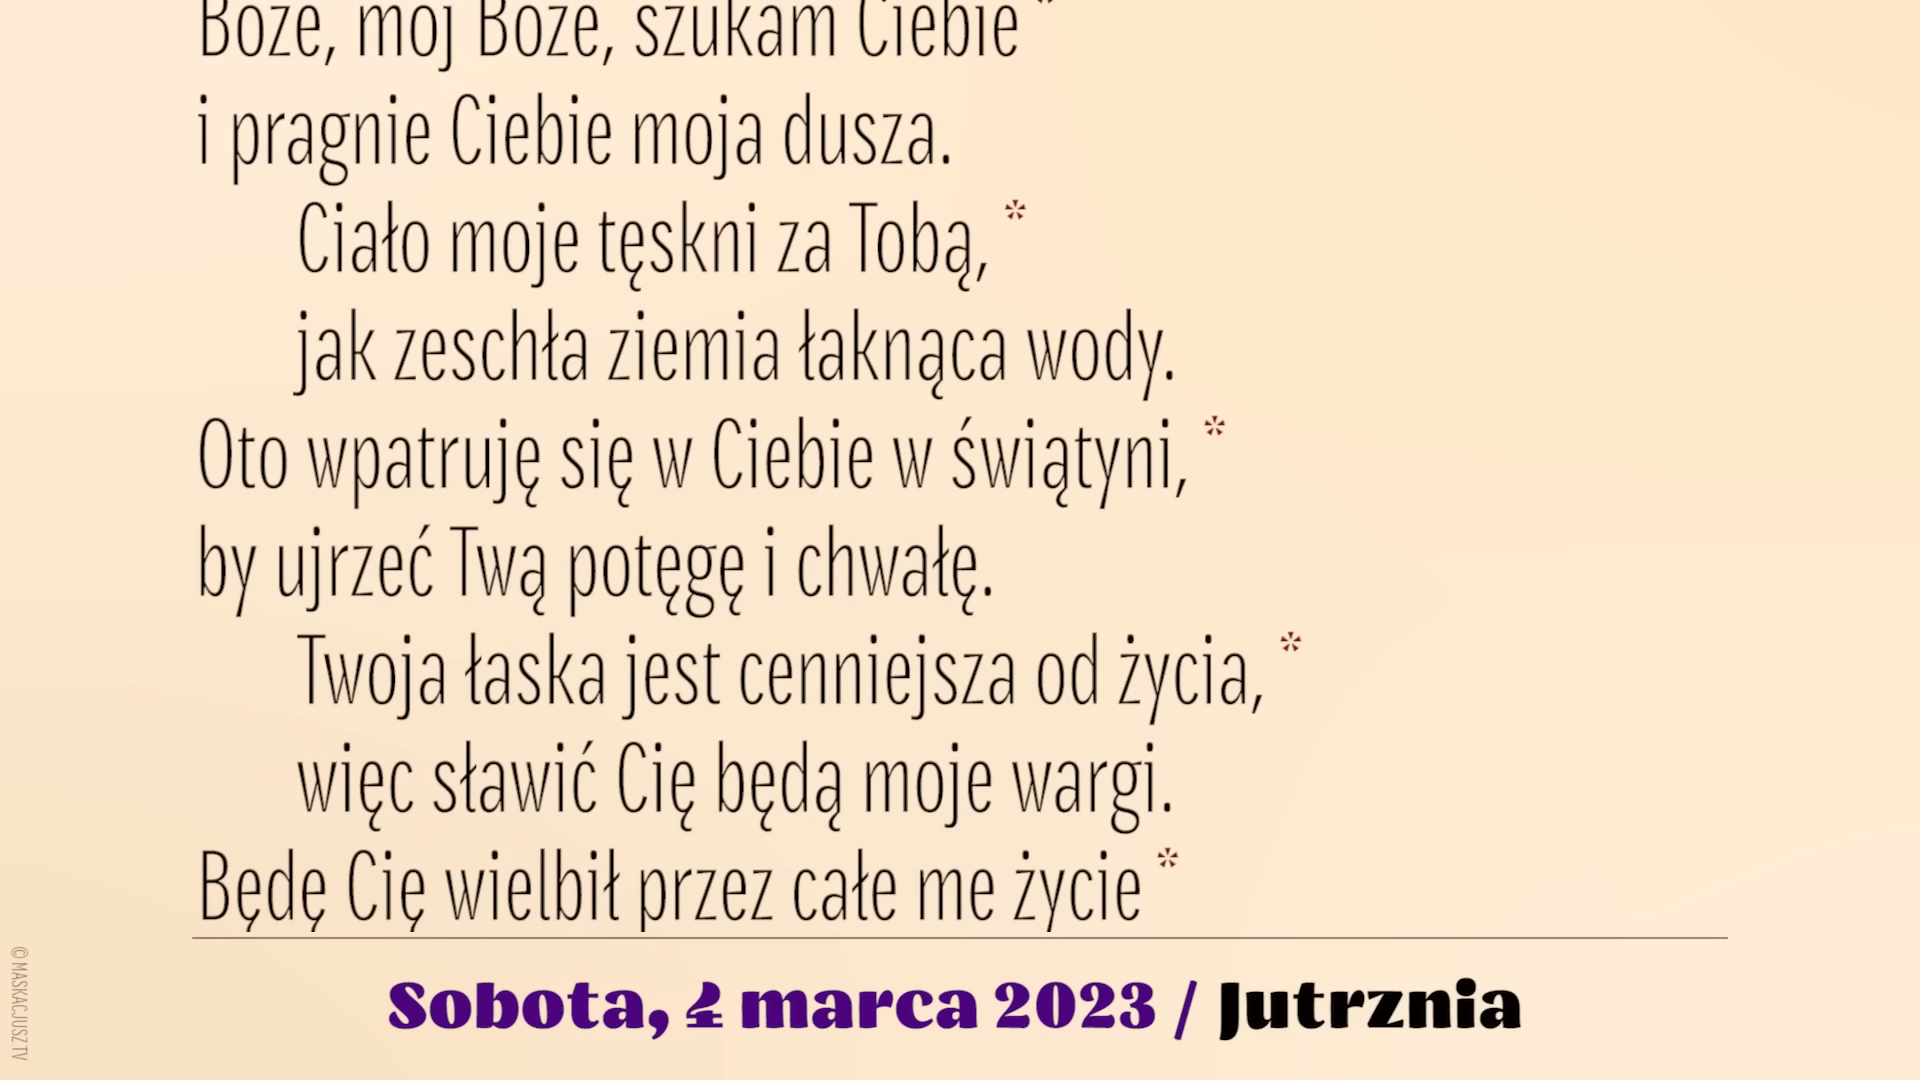 Boże, mój Boże, szukam Ciebie *
i pragnie Ciebie moja dusza.
Ciało moje tęskni za Tobą, *
jak zeschła ziemia łaknąca wody.
Oto wpatruję się w Ciebie w świątyni, *
by ujrzeć Twą potęgę i chwałę.
Twoja łaska jest cenniejsza od życia, *
więc sławić Cię będą moje wargi.
Będę Cię wielbił przez całe me życie *
Sobota, 4 marca 2023 / Jutrznia
© MASKACJUSZ TV